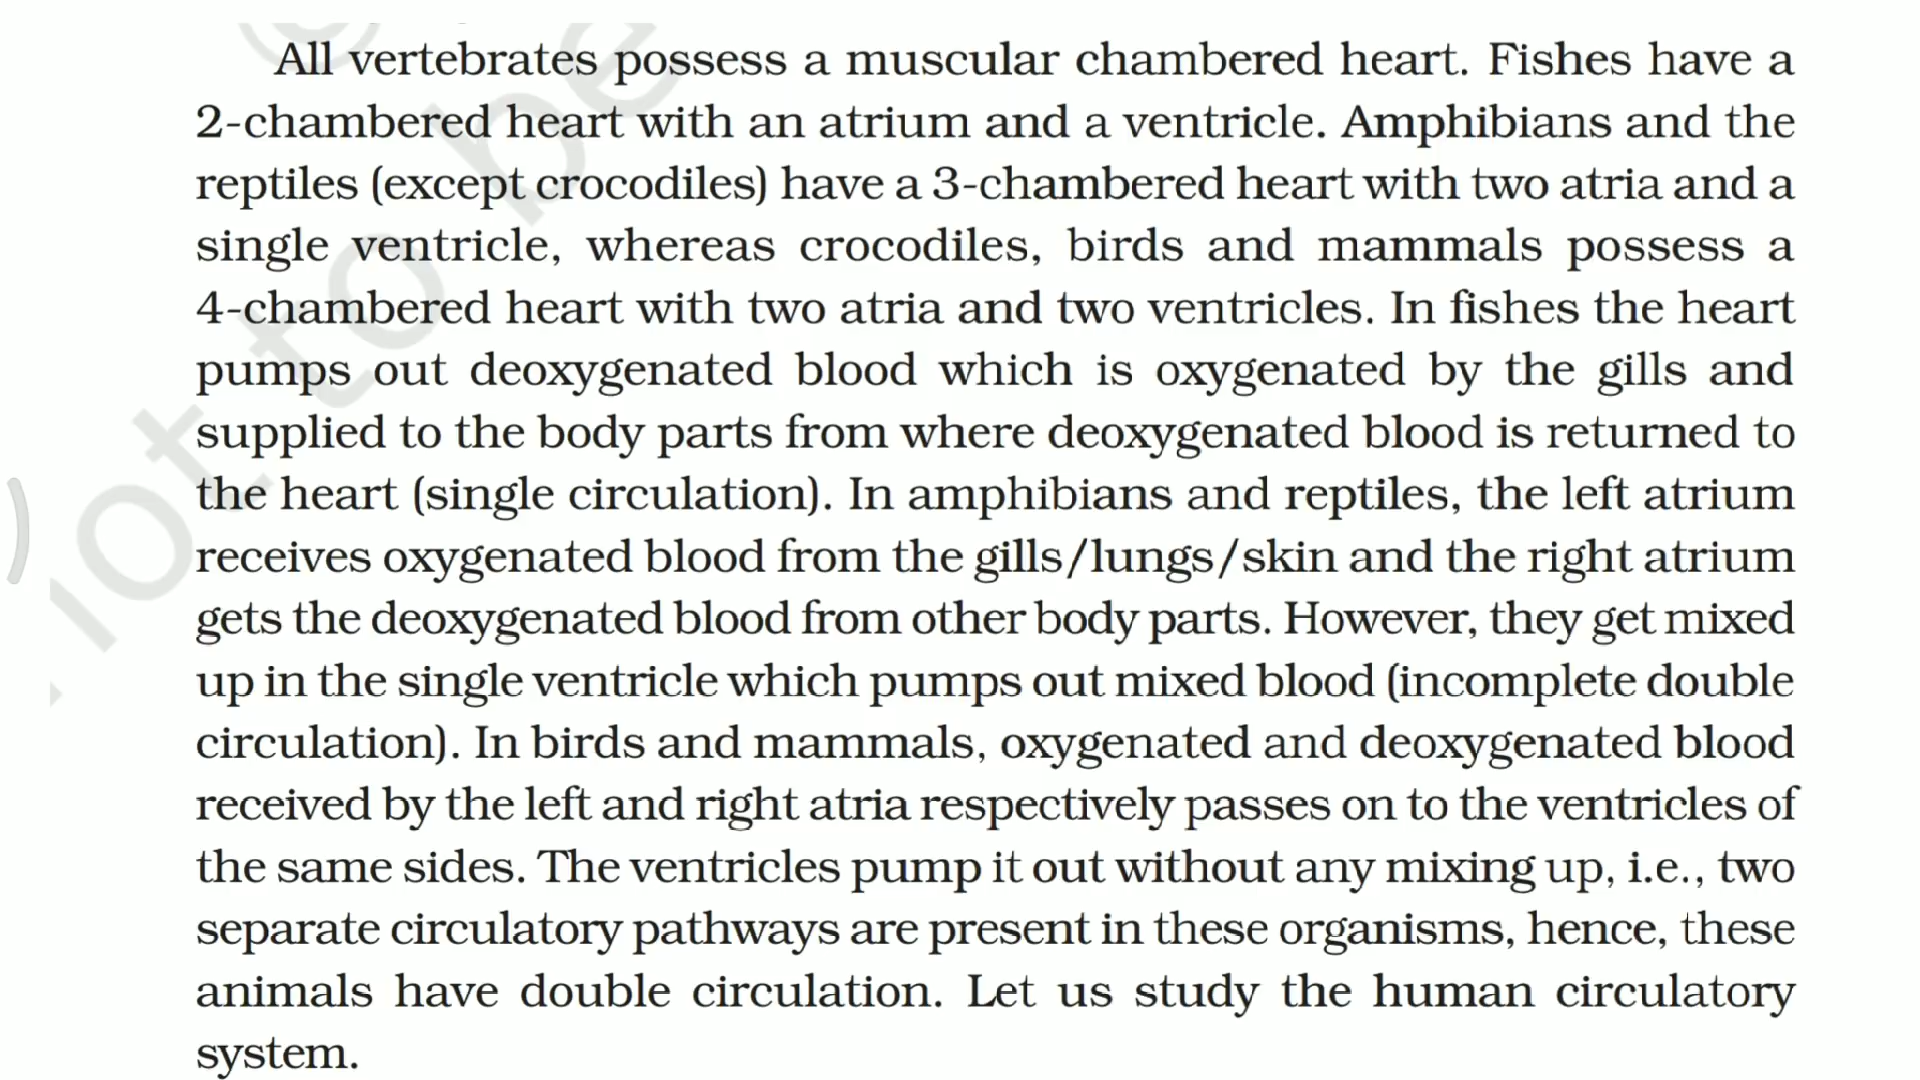 All vertebrates possess a muscular chambered heart. Fishes have a
2-chambered heart with an atrium and a ventricle. Amphibians and the
reptiles (except crocodiles) have a 3-chambered heart with two atria and a
single ventricle, whereas crocodiles, birds and mammals possess a
4-chambered heart with two atria and two ventricles. In fishes the heart
pumps out deoxygenated blood which is oxygenated by the gills and
supplied to the body parts from where deoxygenated blood is returned to
the heart (single circulation). In amphibians and reptiles, the left atrium
receives oxygenated blood from the gills/lungs/skin and the right atrium
gets the deoxygenated blood from other body parts. However, they get mixed
up in the single ventricle which pumps out mixed blood (incomplete double
circulation). In birds and mammals, oxygenated and deoxygenated blood
received by the left and right atria respectively passes on to the ventricles of
the same sides. The ventricles pump it out without any mixing up, i.e., two
separate circulatory pathways are present in these organisms, hence, these
animals have double circulation. Let us study the human circulatory
system.
to be